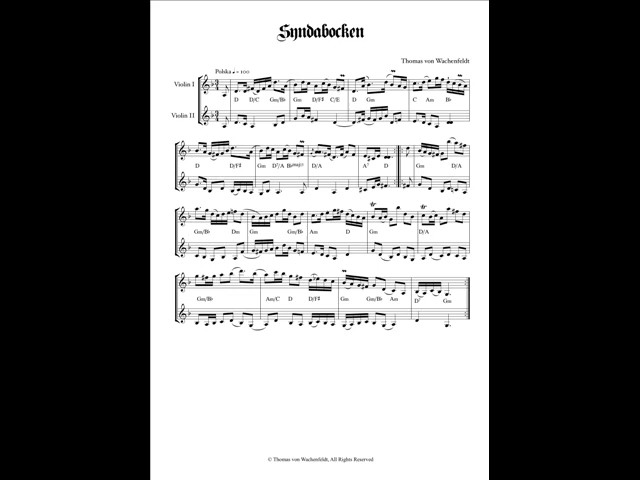 Syndabocken
Thomas von Wachenfeldt
Polska ♩ = 100
Violin I
D D/C Gm/B♭ Gm D/F♯ C/E D Gm C Am B♭
Violin II
D D/F♯ Gm D7/A B♭maj7 D/A A7 D Gm D/A
Gm/B♭ Dm Gm Gm/B♭ Am D Gm D/A
Gm/B♭ Am/C D D/F♯ Gm Gm/B♭ Am D7 Gm
© Thomas von Wachenfeldt, All Rights Reserved